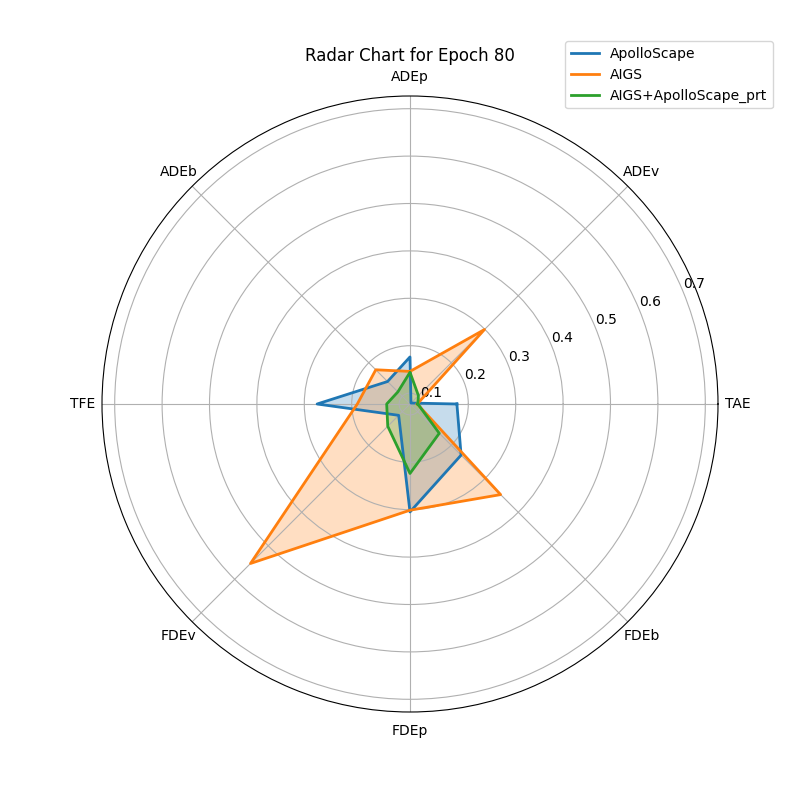 Radar Chart for Epoch 80
ApolloScape
AIGS
AIGS+ApolloScape_prt
ADEp
ADEb
ADEv
0.7
0.6
0.5
0.4
0.3
0.2
0.1
TFE
TAE
FDEv
FDEb
FDEp